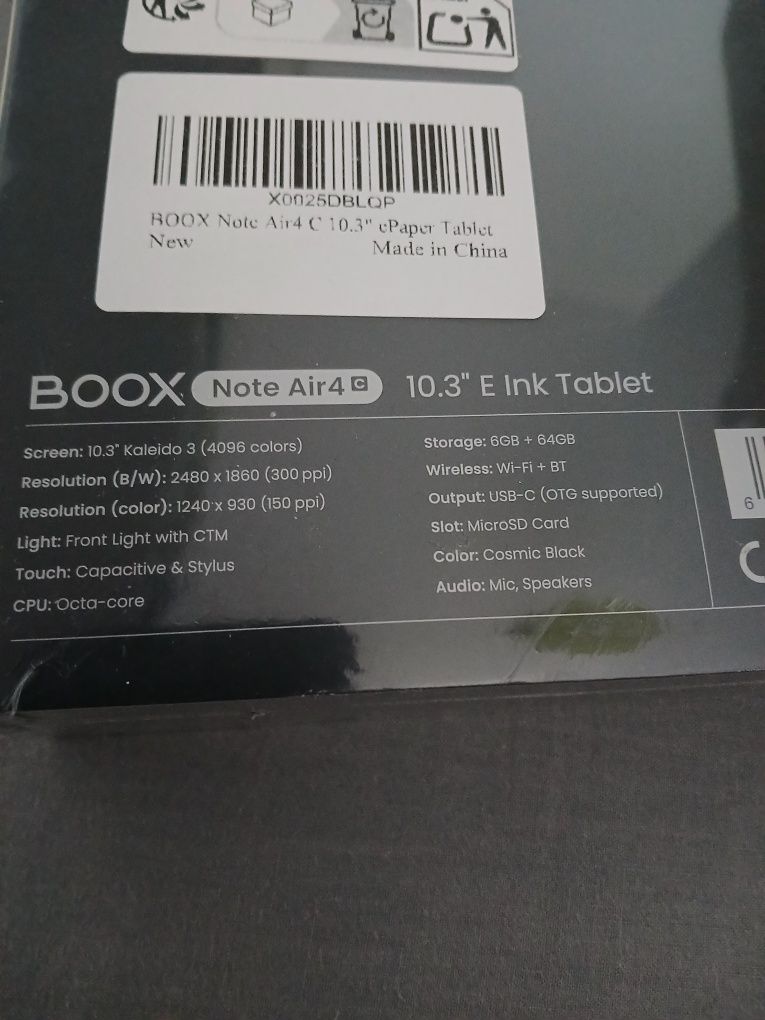 X0025DBLQP
BOOX Note Air4 C 10.3" ePaper Tablet
New Made in China
BOOX Note Air4 C 10.3" E Ink Tablet
Screen: 10.3" Kaleido 3 (4096 colors)
Resolution (B/W): 2480 x 1860 (300 ppi)
Resolution (color): 1240 x 930 (150 ppi)
Light: Front Light with CTM
Touch: Capacitive & Stylus
CPU: Octa-core
Storage: 6GB + 64GB
Wireless: Wi-Fi + BT
Output: USB-C (OTG supported)
Slot: MicroSD Card
Color: Cosmic Black
Audio: Mic, Speakers
6